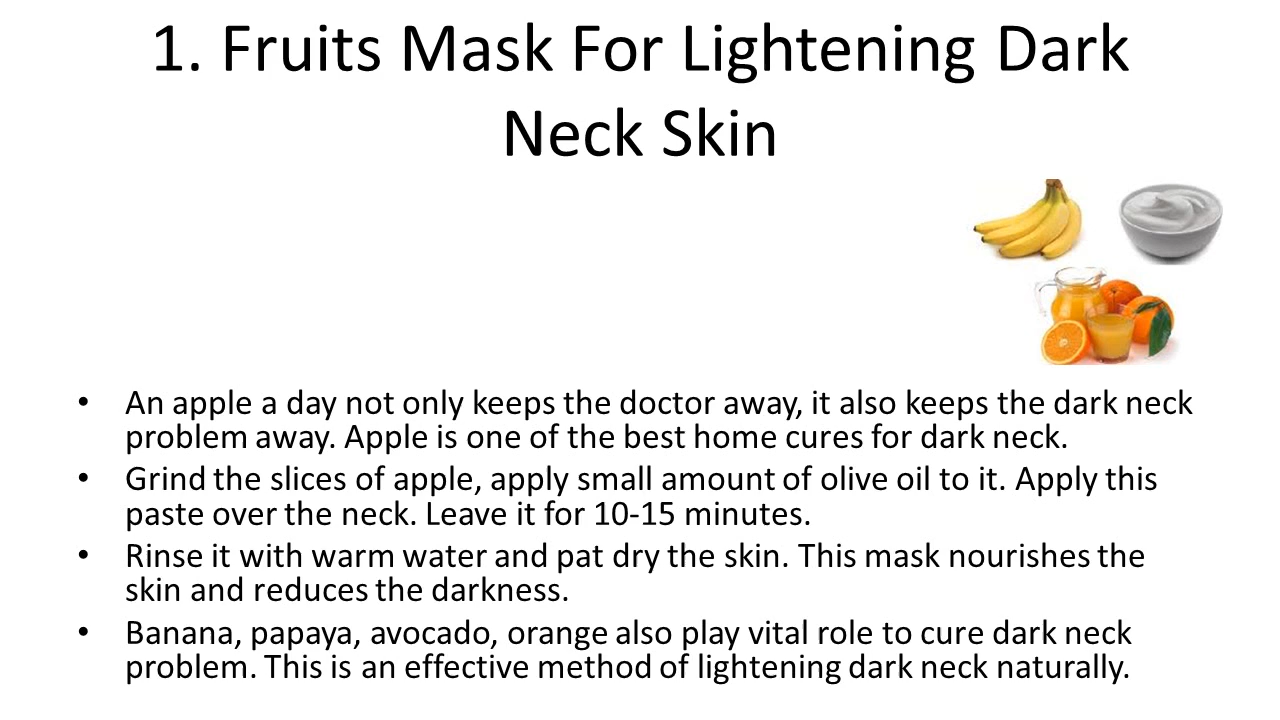 1. Fruits Mask For Lightening Dark
Neck Skin
• An apple a day not only keeps the doctor away, it also keeps the dark neck
problem away. Apple is one of the best home cures for dark neck.
• Grind the slices of apple, apply small amount of olive oil to it. Apply this
paste over the neck. Leave it for 10-15 minutes.
• Rinse it with warm water and pat dry the skin. This mask nourishes the
skin and reduces the darkness.
• Banana, papaya, avocado, orange also play vital role to cure dark neck
problem. This is an effective method of lightening dark neck naturally.